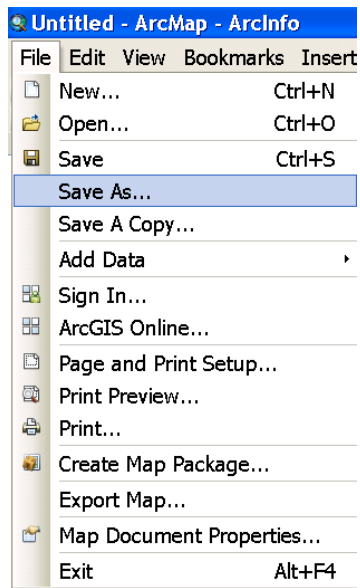 Untitled - ArcMap - ArcInfo
File Edit View Bookmarks Insert
New... Ctrl+N
Open... Ctrl+O
Save Ctrl+S
Save As...
Save A Copy...
Add Data
Sign In...
ArcGIS Online...
Page and Print Setup...
Print Preview...
Print...
Create Map Package...
Export Map...
Map Document Properties...
Exit Alt+F4